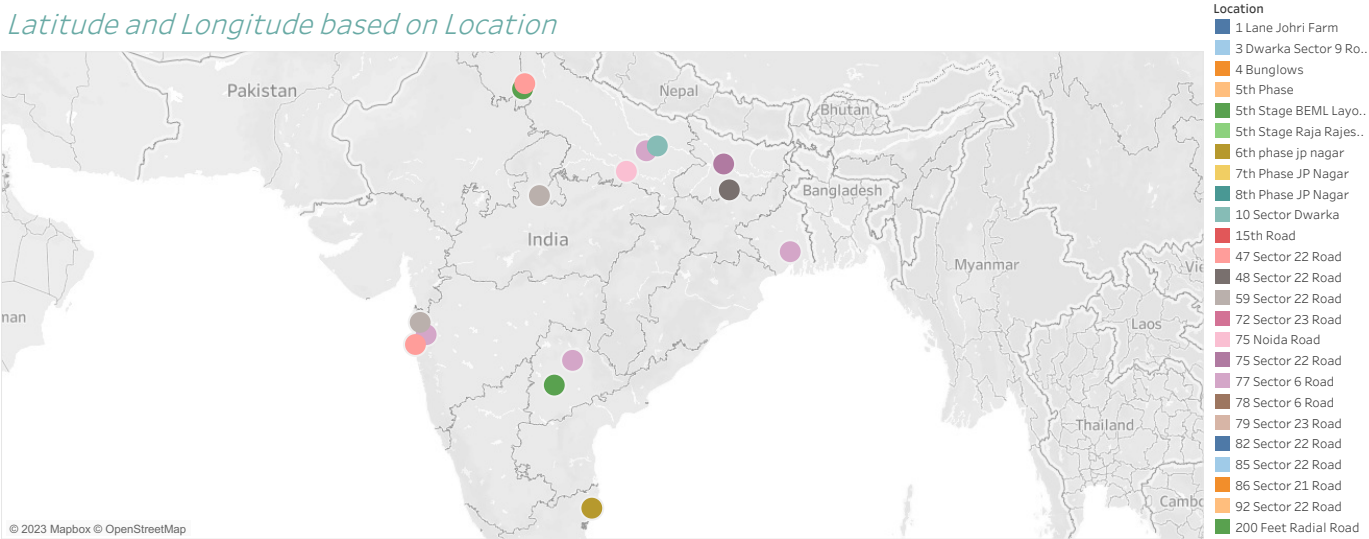 Latitude and Longitude based on Location
Pakistan
Nepal
Bhutan
Bangladesh
India
Myanmar
Vie
man
Laos
Thailand
Cambo
© 2023 Mapbox © OpenStreetMap
Location
1 Lane Johri Farm
3 Dwarka Sector 9 Ro..
4 Bunglows
5th Phase
5th Stage BEML Layo..
5th Stage Raja Rajes..
6th phase jp nagar
7th Phase JP Nagar
8th Phase JP Nagar
10 Sector Dwarka
15th Road
47 Sector 22 Road
48 Sector 22 Road
59 Sector 22 Road
72 Sector 23 Road
75 Noida Road
75 Sector 22 Road
77 Sector 6 Road
78 Sector 6 Road
79 Sector 23 Road
82 Sector 22 Road
85 Sector 22 Road
86 Sector 21 Road
92 Sector 22 Road
200 Feet Radial Road